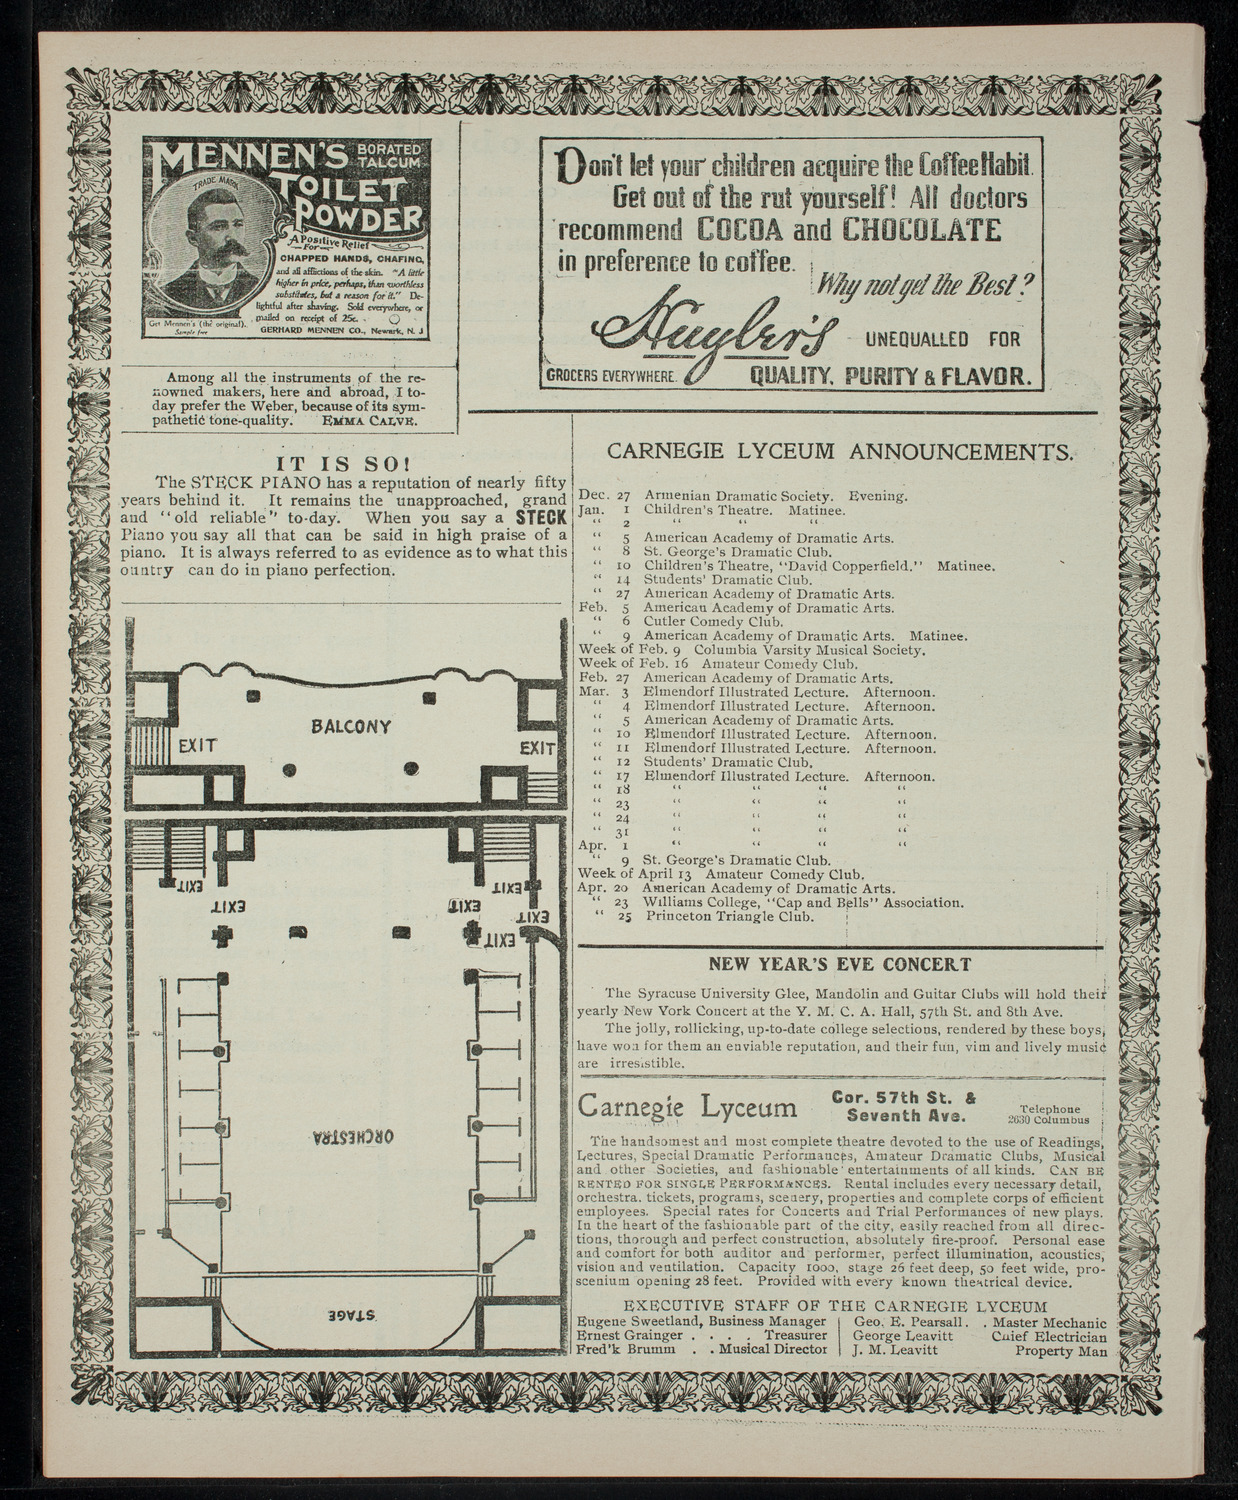 MENNEN'S BORATED
TALCUM
TOILET
POWDER
TRADE MARK
A Positive Relief
For
CHAPPED HANDS, CHAFING,
and all afflictions of the skin. "A little
higher in price, perhaps, than worthless
substitutes, but a reason for it." De-
lightful after shaving. Sold everywhere, or
mailed on receipt of 25c.
Get Mennen's (the original).
Sample free
GERHARD MENNEN CO., Newark, N. J
Among all the instruments of the re-
nowned makers, here and abroad, I to-
day prefer the Weber, because of its sym-
pathetic tone-quality. EMMA CALVE.
Don't let your children acquire the Coffee Habit.
Get out of the rut yourself! All doctors
recommend COCOA and CHOCOLATE
in preference to coffee.
Why not get the Best?
Huyler's UNEQUALLED FOR
GROCERS EVERYWHERE. QUALITY, PURITY & FLAVOR.
IT IS SO!
The STECK PIANO has a reputation of nearly fifty
years behind it. It remains the unapproached, grand
and "old reliable" to-day. When you say a STECK
Piano you say all that can be said in high praise of a
piano. It is always referred to as evidence as to what this
ountry can do in piano perfection.
BALCONY
EXIT
EXIT
EXIT
EXIT
EXIT
EXIT
EXIT
EXIT
EXIT
ORCHESTRA
STAGE
CARNEGIE LYCEUM ANNOUNCEMENTS.
Dec. 27 Armenian Dramatic Society. Evening.
Jan. 1 Children's Theatre. Matinee.
" 2 " " "
" 5 American Academy of Dramatic Arts.
" 8 St. George's Dramatic Club.
" 10 Children's Theatre, "David Copperfield." Matinee.
" 14 Students' Dramatic Club.
" 27 American Academy of Dramatic Arts.
Feb. 5 American Academy of Dramatic Arts.
" 6 Cutler Comedy Club.
" 9 American Academy of Dramatic Arts. Matinee.
Week of Feb. 9 Columbia Varsity Musical Society.
Week of Feb. 16 Amateur Comedy Club.
Feb. 27 American Academy of Dramatic Arts.
Mar. 3 Elmendorf Illustrated Lecture. Afternoon.
" 4 Elmendorf Illustrated Lecture. Afternoon.
" 5 American Academy of Dramatic Arts.
" 10 Elmendorf Illustrated Lecture. Afternoon.
" 11 Elmendorf Illustrated Lecture. Afternoon.
" 12 Students' Dramatic Club.
" 17 Elmendorf Illustrated Lecture. Afternoon.
" 18 " " " "
" 23 " " " "
" 24 " " " "
" 31 " " " "
Apr. 1 " " " "
" 9 St. George's Dramatic Club.
Week of April 13 Amateur Comedy Club.
Apr. 20 American Academy of Dramatic Arts.
" 23 Williams College, "Cap and Bells" Association.
" 25 Princeton Triangle Club.
NEW YEAR'S EVE CONCERT
The Syracuse University Glee, Mandolin and Guitar Clubs will hold their
yearly New York Concert at the Y. M. C. A. Hall, 57th St. and 8th Ave.
The jolly, rollicking, up-to-date college selections, rendered by these boys,
have won for them an enviable reputation, and their fun, vim and lively music
are irresistible.
Carnegie Lyceum Cor. 57th St. &
Seventh Ave.
Telephone
2630 Columbus
The handsomest and most complete theatre devoted to the use of Readings,
Lectures, Special Dramatic Performances, Amateur Dramatic Clubs, Musical
and other Societies, and fashionable entertainments of all kinds. CAN BE
RENTED FOR SINGLE PERFORMANCES. Rental includes every necessary detail,
orchestra, tickets, programs, scenery, properties and complete corps of efficient
employees. Special rates for Concerts and Trial Performances of new plays.
In the heart of the fashionable part of the city, easily reached from all direc-
tions, thorough and perfect construction, absolutely fire-proof. Personal ease
and comfort for both auditor and performer, perfect illumination, acoustics,
vision and ventilation. Capacity 1000, stage 26 feet deep, 50 feet wide, pro-
scenium opening 28 feet. Provided with every known theatrical device.
EXECUTIVE STAFF OF THE CARNEGIE LYCEUM
Eugene Sweetland, Business Manager
Ernest Grainger . . . . Treasurer
Fred'k Brumm . . Musical Director
Geo. E. Pearsall . . Master Mechanic
George Leavitt Chief Electrician
J. M. Leavitt Property Man